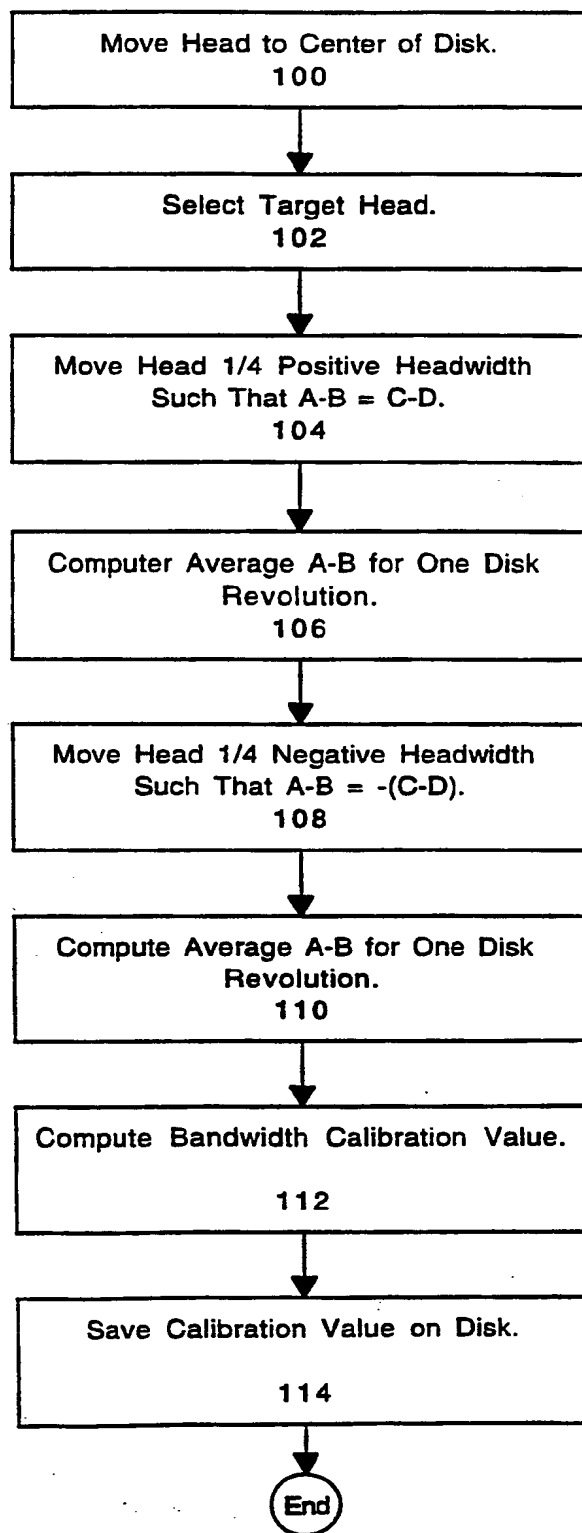 Move Head to Center of Disk.
100
Select Target Head.
102
Move Head 1/4 Positive Headwidth
Such That A-B = C-D.
104
Computer Average A-B for One Disk
Revolution.
106
Move Head 1/4 Negative Headwidth
Such That A-B = -(C-D).
108
Compute Average A-B for One Disk
Revolution.
110
Compute Bandwidth Calibration Value.
112
Save Calibration Value on Disk.
114
End